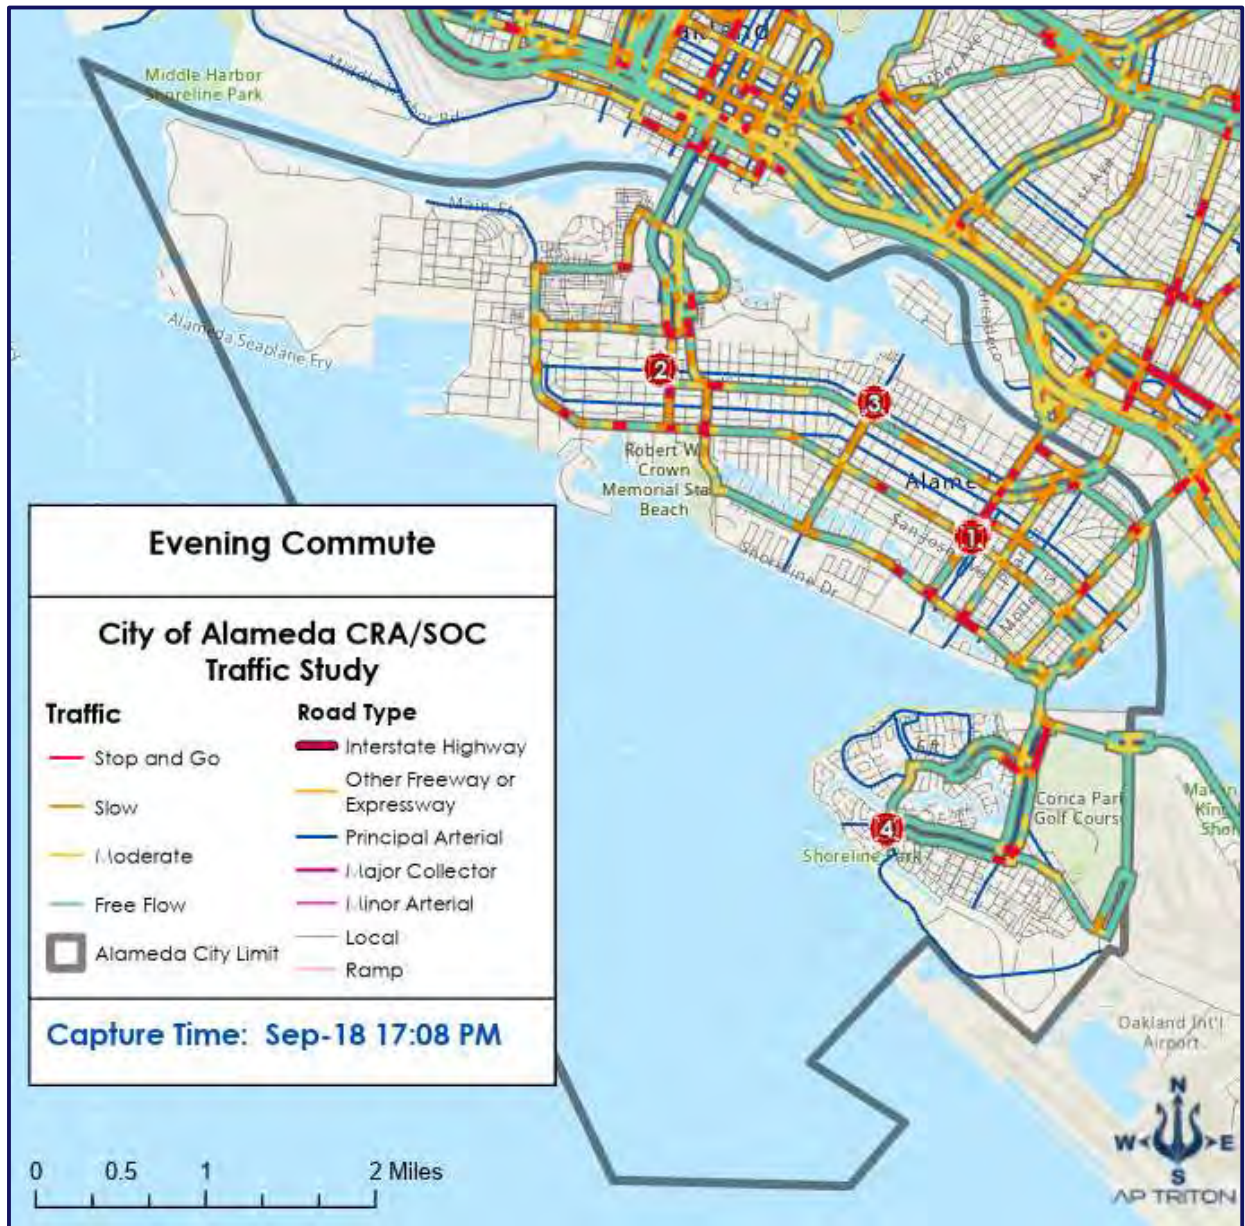 Middle Harbor
Shoreline Park
Main St
Alameda Seaplane Fry
2
3
Robert W
Crown
Memorial Sta
Beach
Alame
1
Shoreline Dr
4
Shoreline Park
Corica Par
Golf Cours
Oakland Int'l
Airport
Evening Commute
City of Alameda CRA/SOC
Traffic Study
Traffic
Stop and Go
Slow
Moderate
Free Flow
Alameda City Limit
Road Type
Interstate Highway
Other Freeway or
Expressway
Principal Arterial
Major Collector
Minor Arterial
Local
Ramp
Capture Time: Sep-18 17:08 PM
0 0.5 1 2 Miles
N
W E
S
AP TRITON